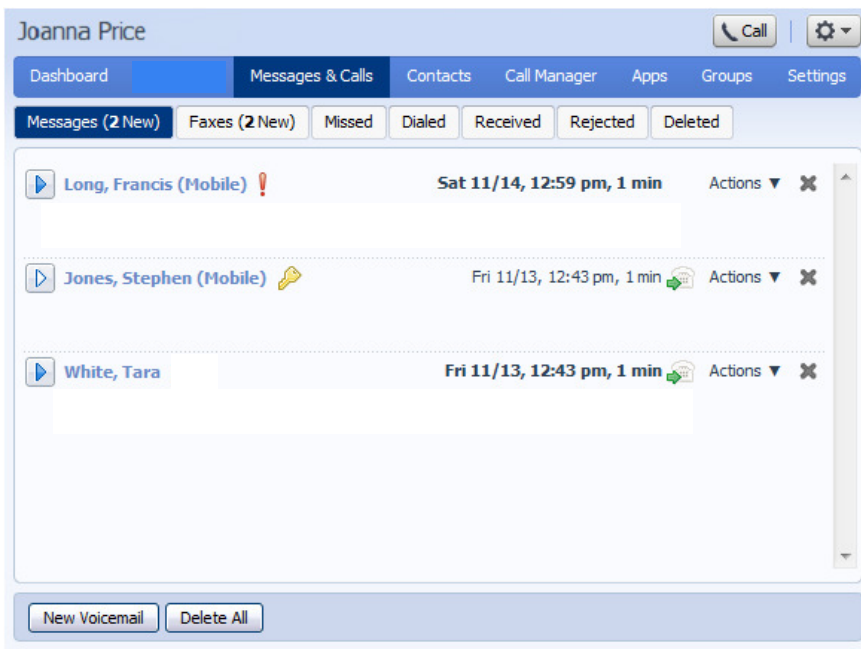 Joanna Price Call
Dashboard Messages & Calls Contacts Call Manager Apps Groups Settings
Messages (2 New) Faxes (2 New) Missed Dialed Received Rejected Deleted
Long, Francis (Mobile) Sat 11/14, 12:59 pm, 1 min Actions
Jones, Stephen (Mobile) Fri 11/13, 12:43 pm, 1 min Actions
White, Tara Fri 11/13, 12:43 pm, 1 min Actions
New Voicemail Delete All